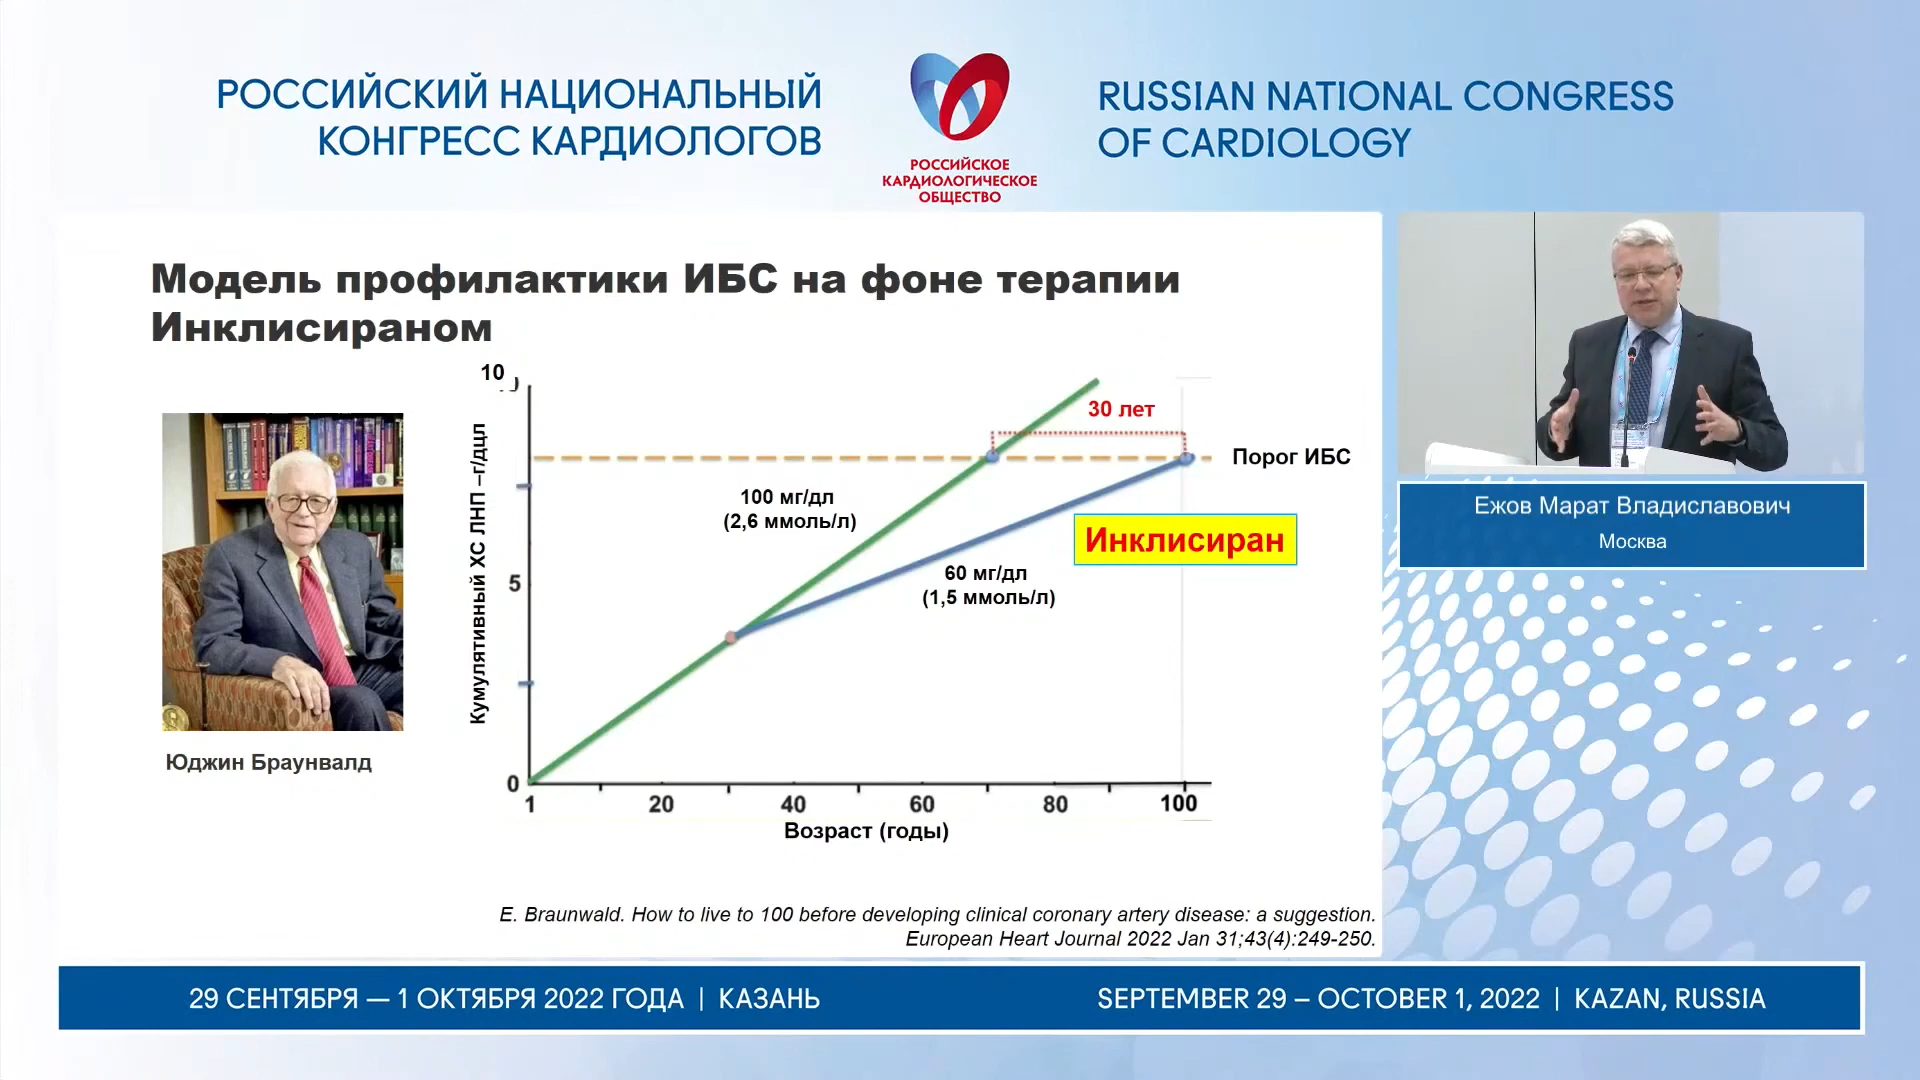 РОССИЙСКИЙ НАЦИОНАЛЬНЫЙ
КОНГРЕСС КАРДИОЛОГОВ
РОССИЙСКОЕ
КАРДИОЛОГИЧЕСКОЕ
ОБЩЕСТВО
RUSSIAN NATIONAL CONGRESS
OF CARDIOLOGY
Модель профилактики ИБС на фоне терапии
Инклисираном
Юджин Браунвалд
Кумулятивный ХС ЛНП –г/дцл
10
5
0
30 лет
Порог ИБС
100 мг/дл
(2,6 ммоль/л)
Инклисиран
60 мг/дл
(1,5 ммоль/л)
1 20 40 60 80 100
Возраст (годы)
E. Braunwald. How to live to 100 before developing clinical coronary artery disease: a suggestion.
European Heart Journal 2022 Jan 31;43(4):249-250.
Ежов Марат Владиславович
Москва
29 СЕНТЯБРЯ — 1 ОКТЯБРЯ 2022 ГОДА | КАЗАНЬ
SEPTEMBER 29 – OCTOBER 1, 2022 | KAZAN, RUSSIA